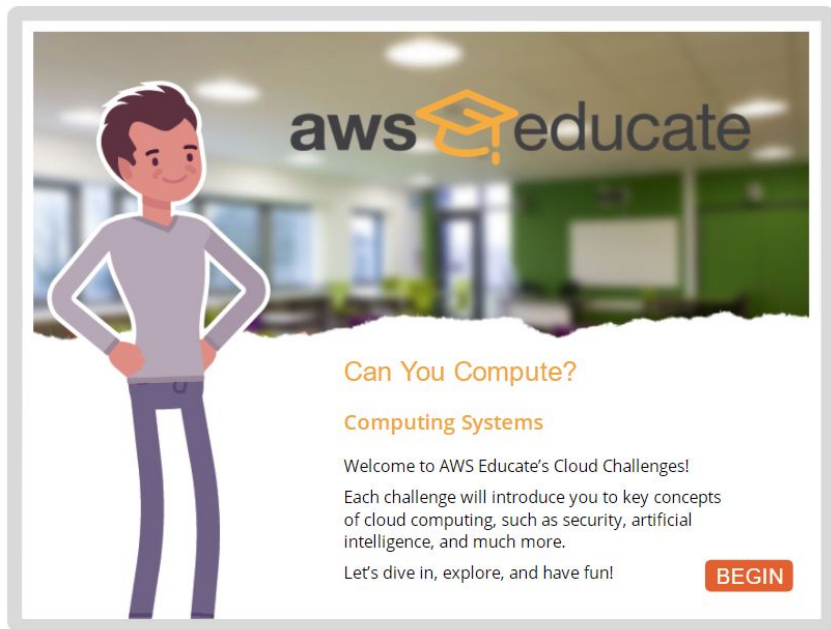 aws educate
Can You Compute?
Computing Systems
Welcome to AWS Educate’s Cloud Challenges!
Each challenge will introduce you to key concepts
of cloud computing, such as security, artificial
intelligence, and much more.
Let’s dive in, explore, and have fun!
BEGIN